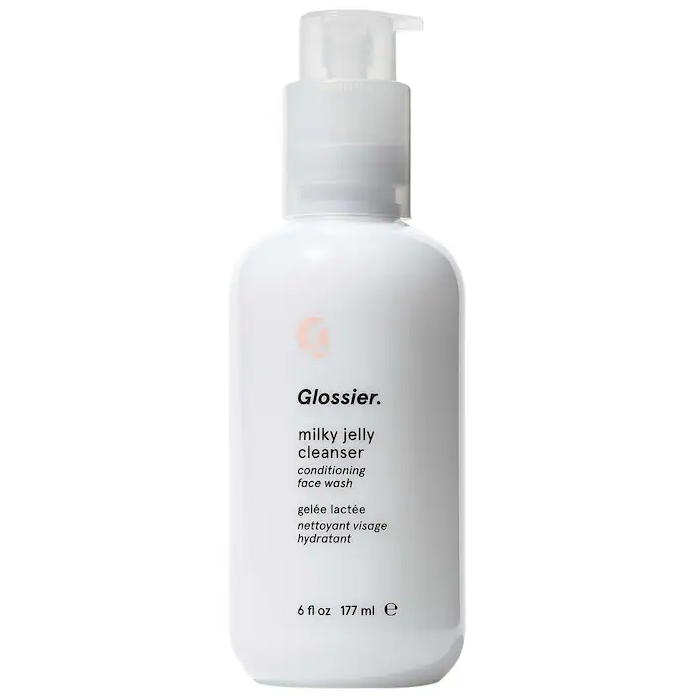 Glossier.
milky jelly
cleanser
conditioning
face wash
gelée lactée
nettoyant visage
hydratant
6 fl oz 177 ml ℮